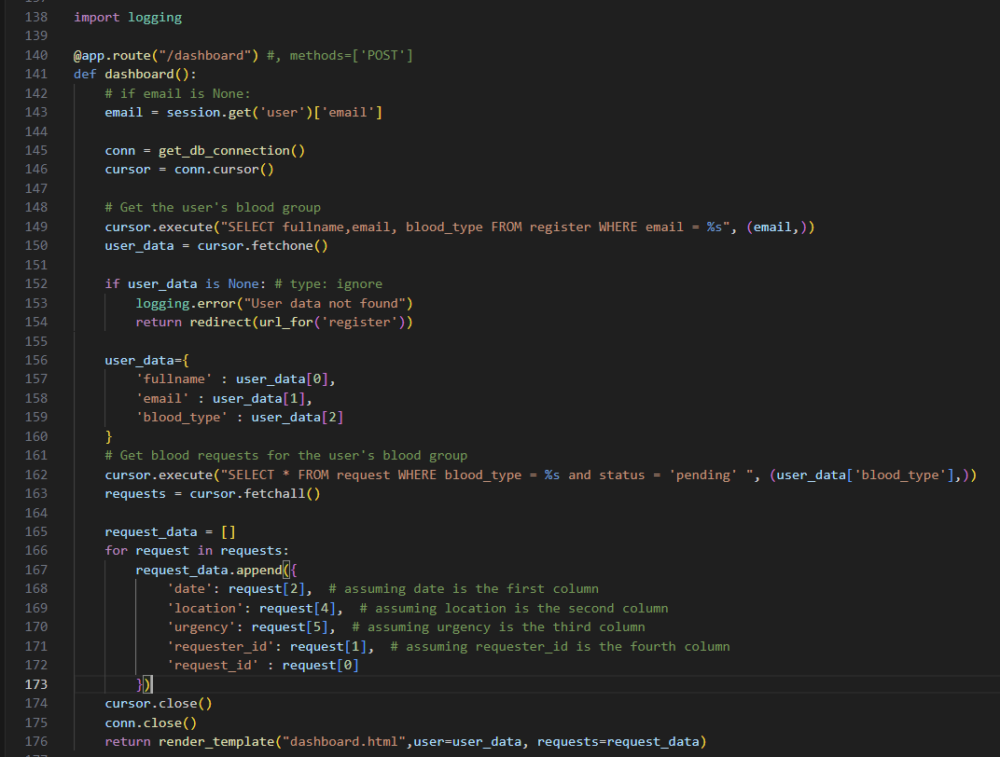 138 import logging
139
140 @app.route("/dashboard") #, methods=['POST']
141 def dashboard():
142     # if email is None:
143     email = session.get('user')['email']
144
145     conn = get_db_connection()
146     cursor = conn.cursor()
147
148     # Get the user's blood group
149     cursor.execute("SELECT fullname,email, blood_type FROM register WHERE email = %s", (email,))
150     user_data = cursor.fetchone()
151
152     if user_data is None: # type: ignore
153         logging.error("User data not found")
154         return redirect(url_for('register'))
155
156     user_data={
157         'fullname' : user_data[0],
158         'email' : user_data[1],
159         'blood_type' : user_data[2]
160     }
161     # Get blood requests for the user's blood group
162     cursor.execute("SELECT * FROM request WHERE blood_type = %s and status = 'pending' ", (user_data['blood_type'],))
163     requests = cursor.fetchall()
164
165     request_data = []
166     for request in requests:
167         request_data.append({
168             'date': request[2],  # assuming date is the first column
169             'location': request[4],  # assuming location is the second column
170             'urgency': request[5],  # assuming urgency is the third column
171             'requester_id': request[1],  # assuming requester_id is the fourth column
172             'request_id' : request[0]
173         })
174     cursor.close()
175     conn.close()
176     return render_template("dashboard.html",user=user_data, requests=request_data)